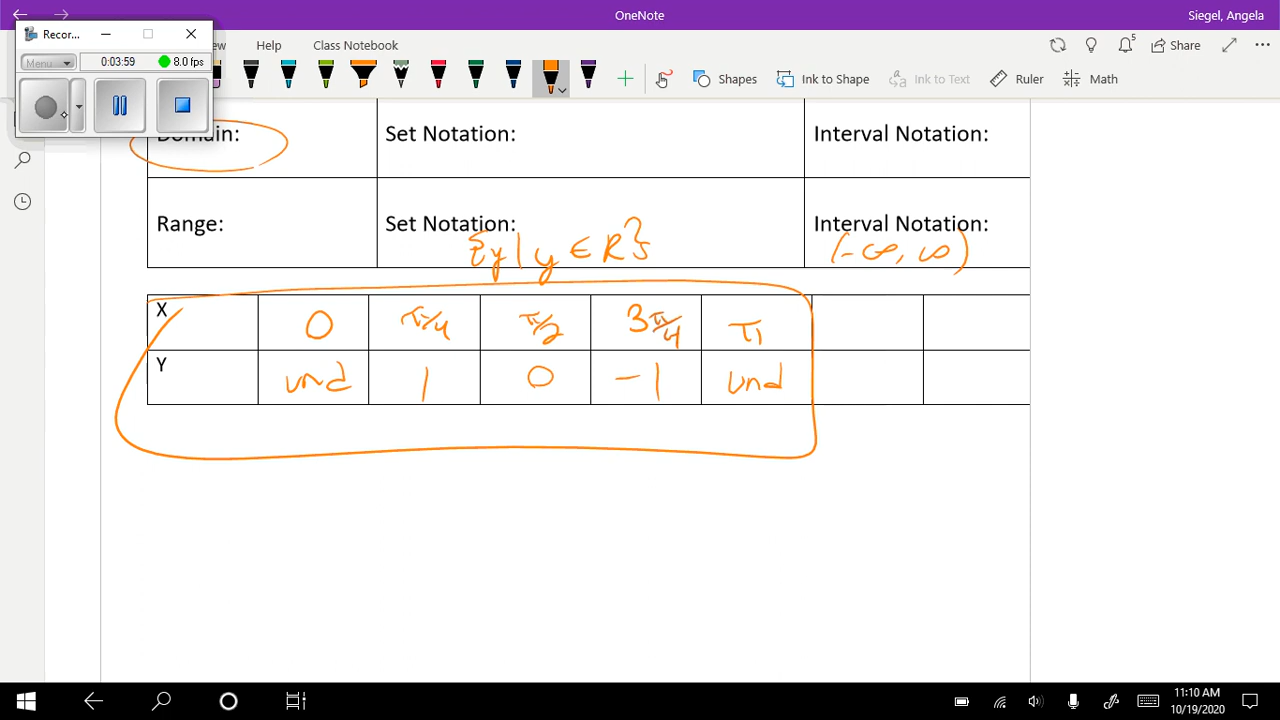 OneNote
Siegel, Angela
Recor...
Menu
0:03:59
8.0 fps
Help
Class Notebook
5
Share
Shapes
Ink to Shape
Ink to Text
Ruler
Math
Domain:
Set Notation:
Interval Notation:
Range:
Set Notation:
Interval Notation:
{y | y ∈ R}
(-∞, ∞)
X 0 π/4 π/2 3π/4 π
Y und 1 0 -1 und
11:10 AM
10/19/2020